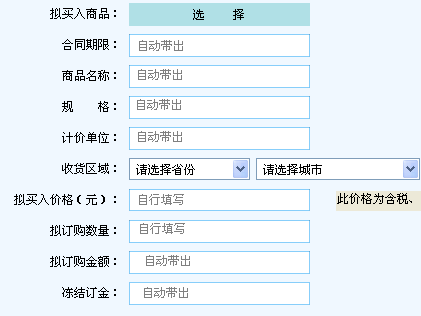 拟买入商品： 选 择
合同期限： 自动带出
商品名称： 自动带出
规 格： 自动带出
计价单位： 自动带出
收货区域： 请选择省份 请选择城市
拟买入价格（元）： 自行填写 此价格为含税、
拟订购数量： 自行填写
拟订购金额： 自动带出
冻结订金： 自动带出